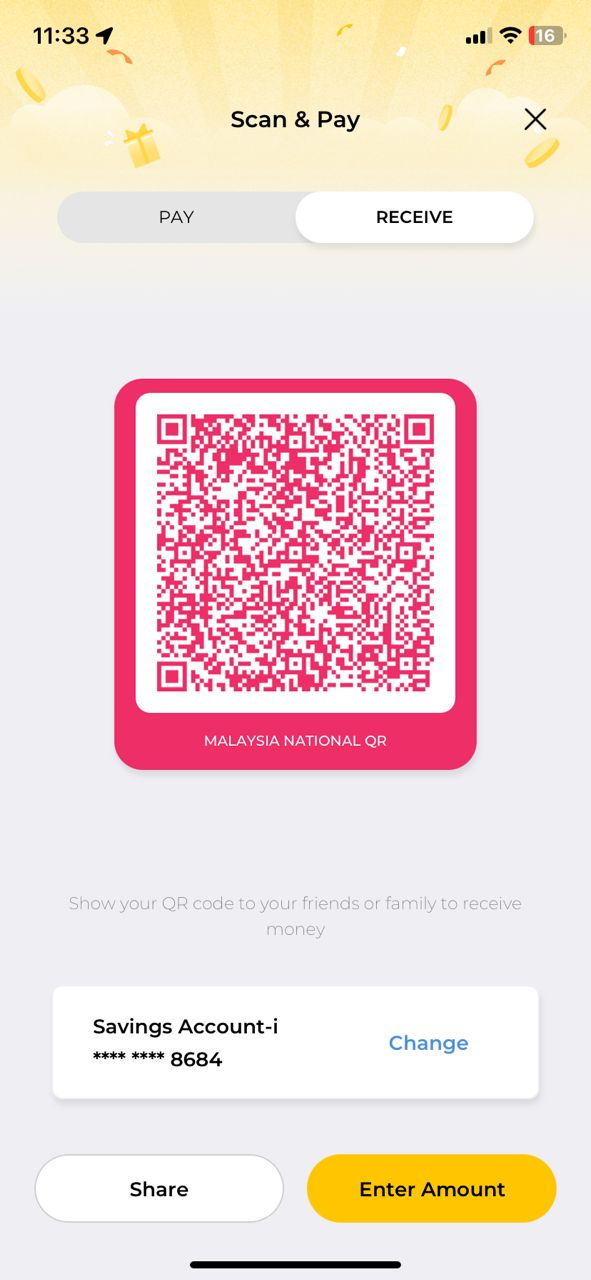 11:33
16
Scan & Pay
PAY
RECEIVE
MALAYSIA NATIONAL QR
Show your QR code to your friends or family to receive
money
Savings Account-i
**** **** 8684
Change
Share
Enter Amount